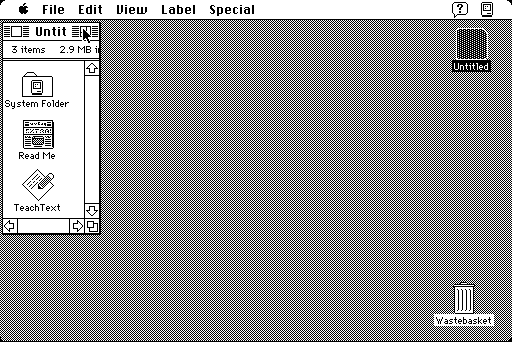 File Edit View Label Special
Untit
3 items 2.9 MB i
System Folder
Read Me
TeachText
Untitled
Wastebasket